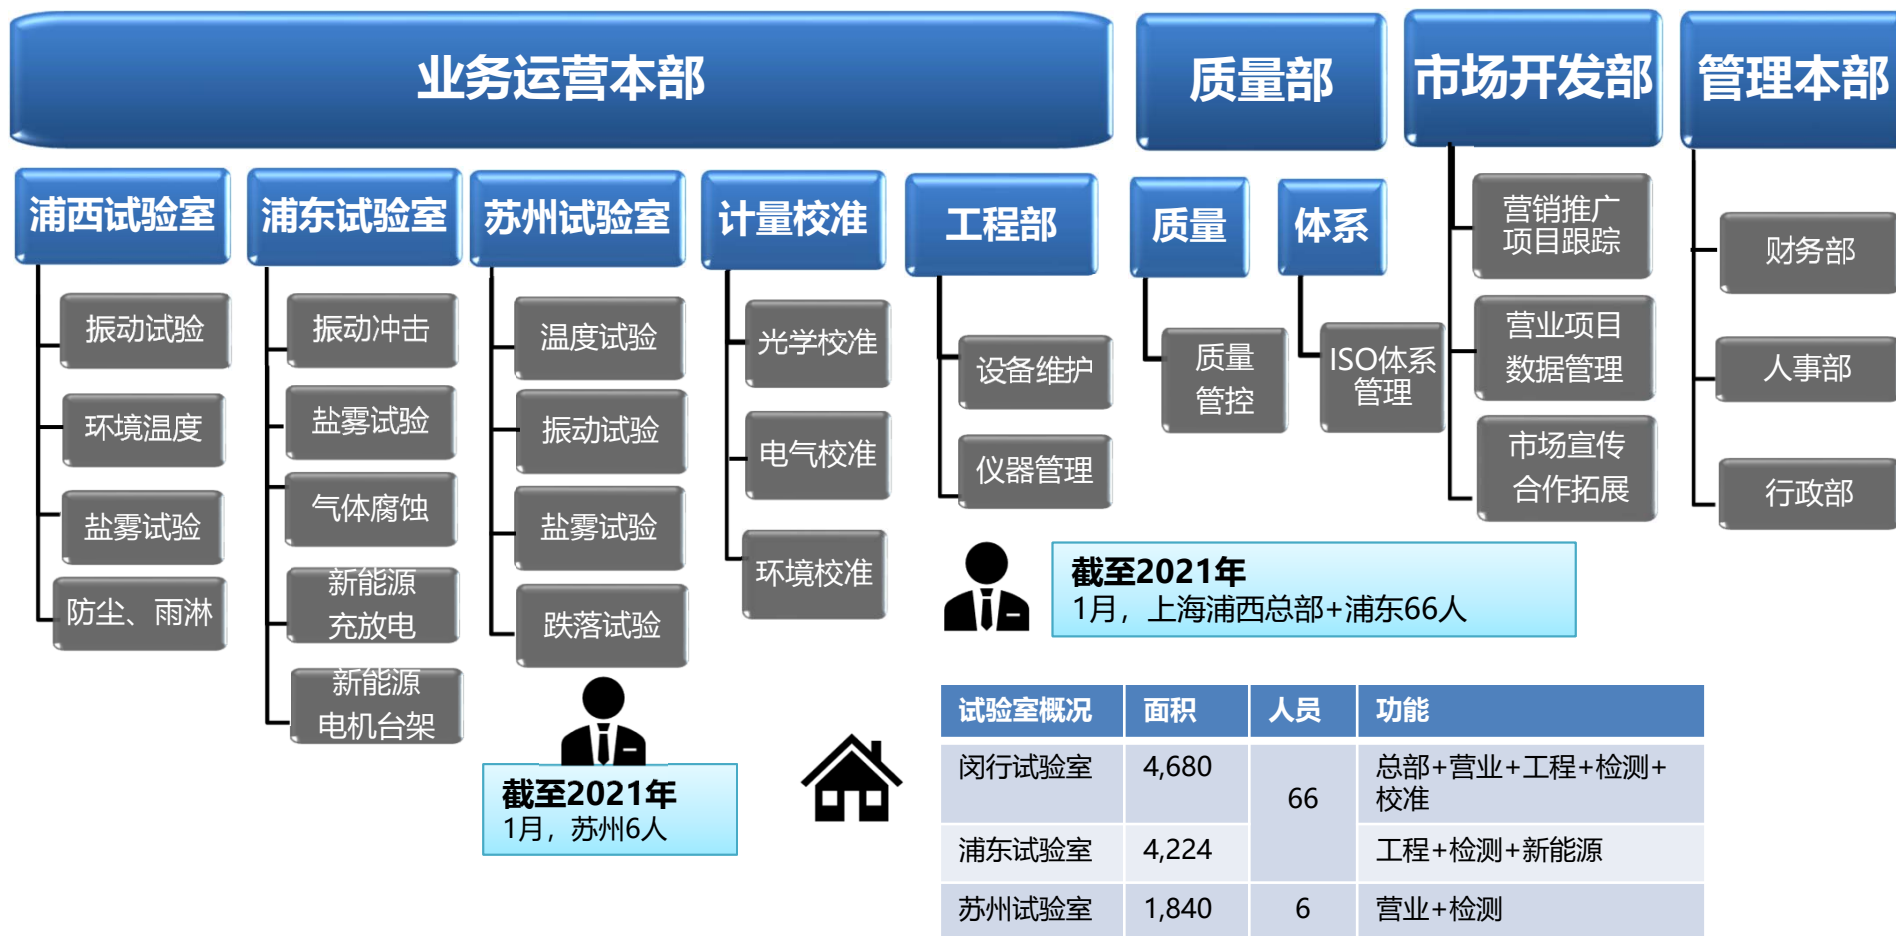 业务运营本部
质量部
市场开发部
管理本部
浦西试验室
浦东试验室
苏州试验室
计量校准
工程部
质量
体系
振动试验
环境温度
盐雾试验
防尘、雨淋
振动冲击
盐雾试验
气体腐蚀
新能源
充放电
新能源
电机台架
温度试验
振动试验
盐雾试验
跌落试验
光学校准
电气校准
环境校准
设备维护
仪器管理
质量
管控
ISO体系
管理
营销推广
项目跟踪
营业项目
数据管理
市场宣传
合作拓展
财务部
人事部
行政部
截至2021年
1月，上海浦西总部+浦东66人
截至2021年
1月，苏州6人
试验室概况 面积 人员 功能
闵行试验室 4,680 66 总部+营业+工程+检测+
校准
浦东试验室 4,224 工程+检测+新能源
苏州试验室 1,840 6 营业+检测